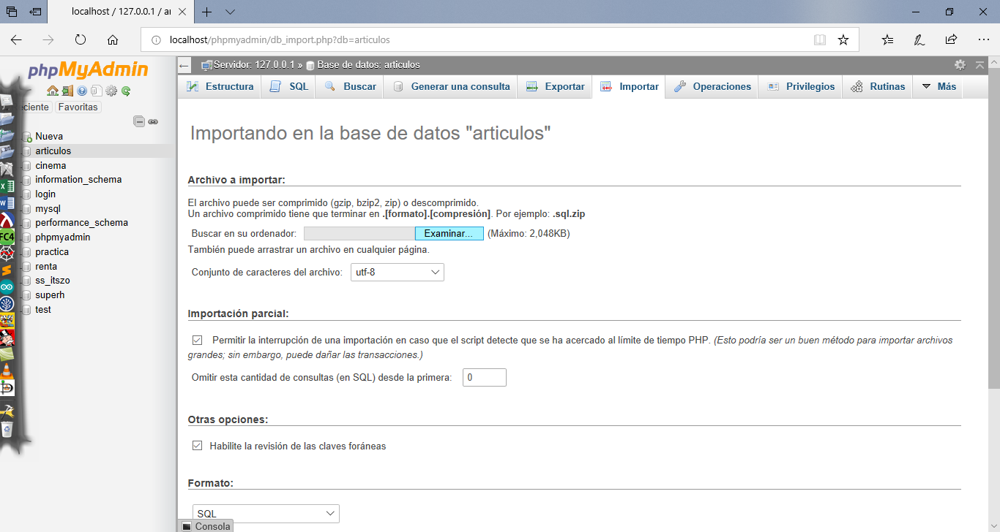 localhost / 127.0.0.1 / ar
localhost/phpmyadmin/db_import.php?db=articulos
phpMyAdmin
Servidor: 127.0.0.1 » Base de datos: articulos
Estructura SQL Buscar Generar una consulta Exportar Importar Operaciones Privilegios Rutinas Más
eciente Favoritas
Nueva
articulos
cinema
information_schema
login
mysql
performance_schema
phpmyadmin
practica
renta
ss_itszo
superh
test
FC4
Importando en la base de datos "articulos"
Archivo a importar:
El archivo puede ser comprimido (gzip, bzip2, zip) o descomprimido.
Un archivo comprimido tiene que terminar en .[formato].[compresión]. Por ejemplo: .sql.zip
Buscar en su ordenador: Examinar... (Máximo: 2,048KB)
También puede arrastrar un archivo en cualquier página.
Conjunto de caracteres del archivo: utf-8
Importación parcial:
Permitir la interrupción de una importación en caso que el script detecte que se ha acercado al límite de tiempo PHP. (Esto podría ser un buen método para importar archivos
grandes; sin embargo, puede dañar las transacciones.)
Omitir esta cantidad de consultas (en SQL) desde la primera: 0
Otras opciones:
Habilite la revisión de las claves foráneas
Formato:
SQL
Consola